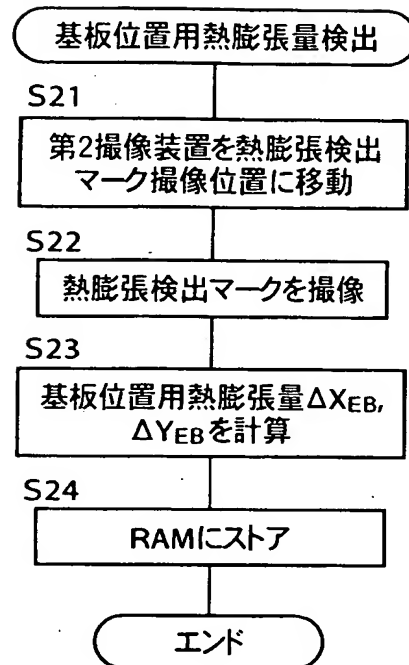 基板位置用熱膨張量検出
S21
第2撮像装置を熱膨張検出
マーク撮像位置に移動
S22
熱膨張検出マークを撮像
S23
基板位置用熱膨張量ΔXEB,
ΔYEBを計算
S24
RAMにストア
エンド